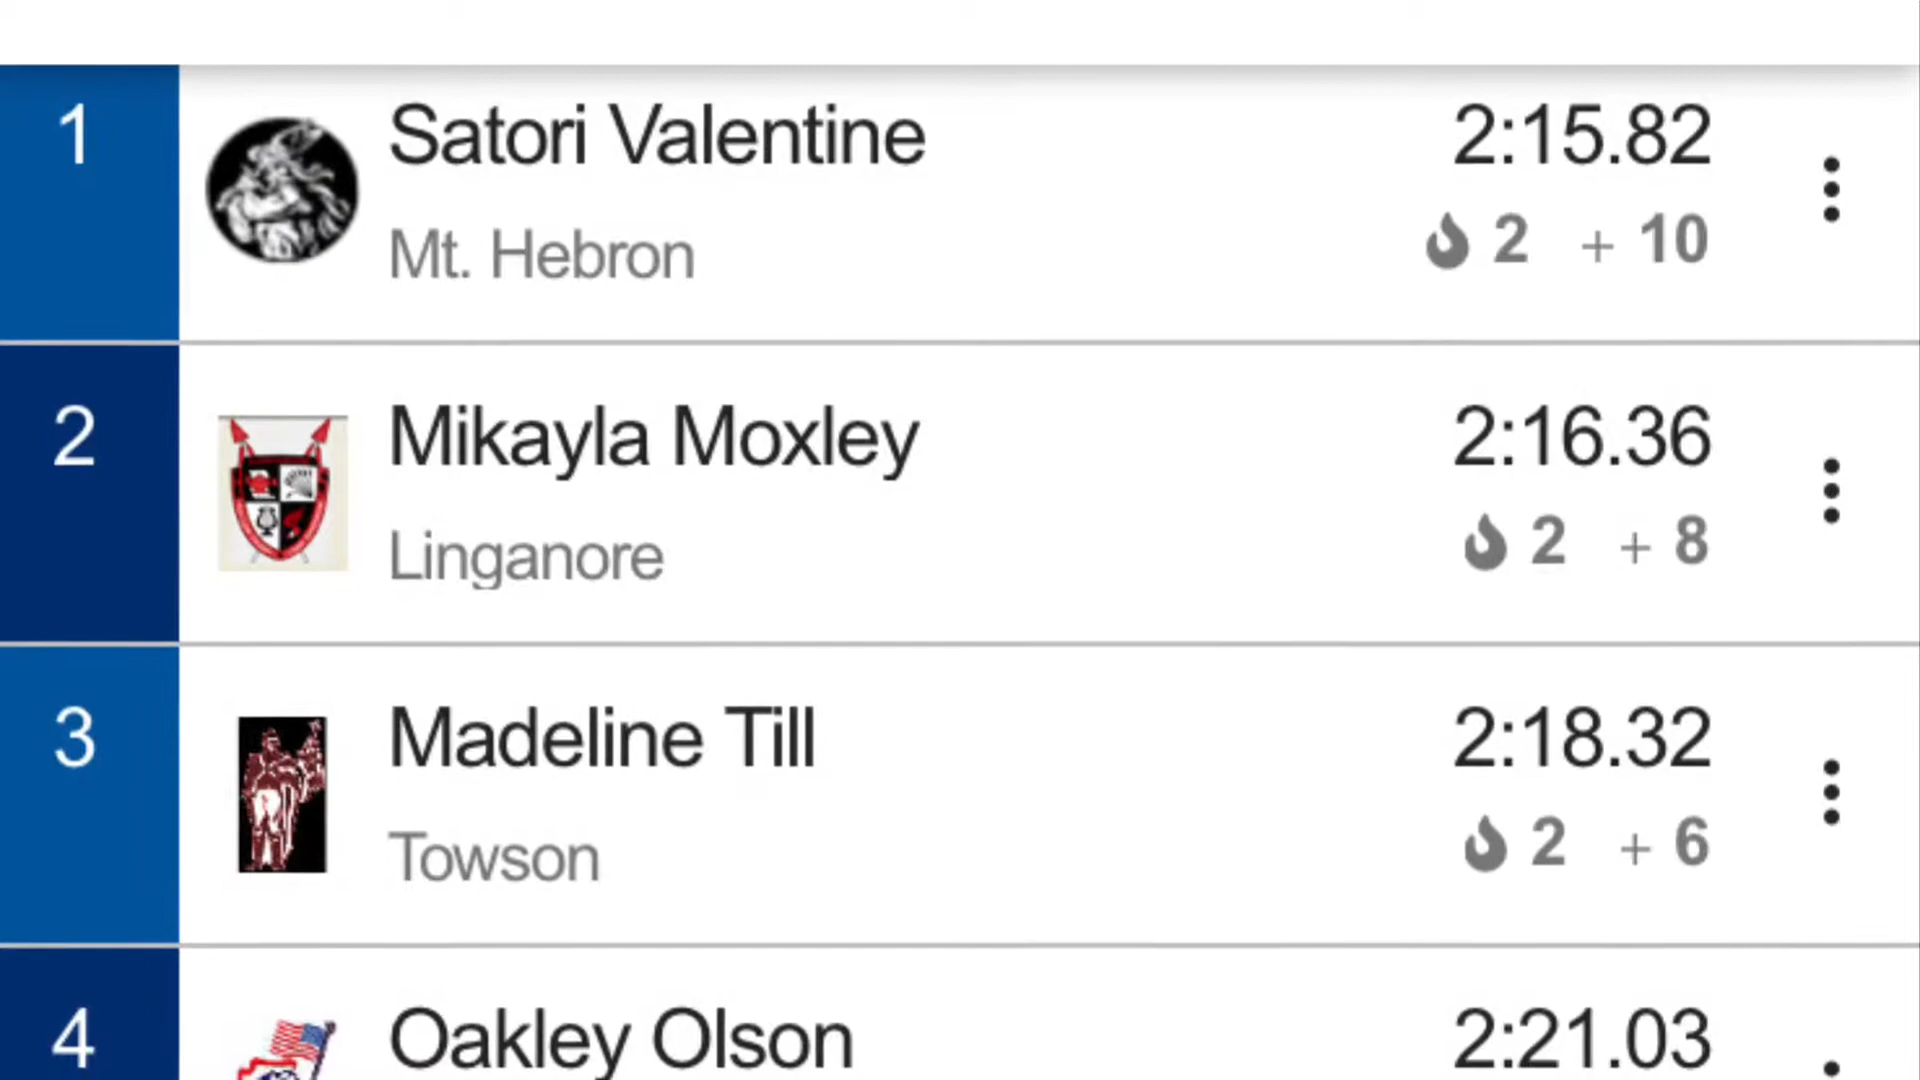 1 Satori Valentine 2:15.82
Mt. Hebron 2 + 10
2 Mikayla Moxley 2:16.36
Linganore 2 + 8
3 Madeline Till 2:18.32
Towson 2 + 6
4 Oakley Olson 2:21.03